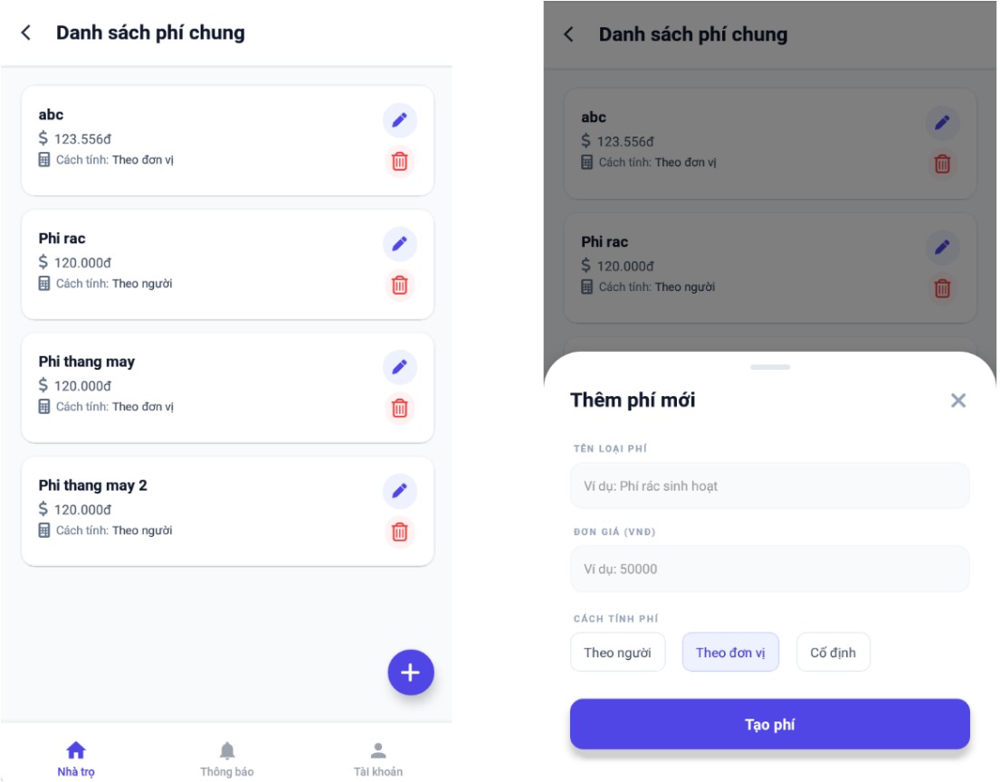 Danh sách phí chung
abc
$ 123.556đ
Cách tính: Theo đơn vị
Phi rac
$ 120.000đ
Cách tính: Theo người
Phi thang may
$ 120.000đ
Cách tính: Theo đơn vị
Phi thang may 2
$ 120.000đ
Cách tính: Theo người
Nhà trọ
Thông báo
Tài khoản
Danh sách phí chung
abc
$ 123.556đ
Cách tính: Theo đơn vị
Phi rac
$ 120.000đ
Cách tính: Theo người
Thêm phí mới
TÊN LOẠI PHÍ
Ví dụ: Phí rác sinh hoạt
ĐƠN GIÁ (VNĐ)
Ví dụ: 50000
CÁCH TÍNH PHÍ
Theo người
Theo đơn vị
Cố định
Tạo phí